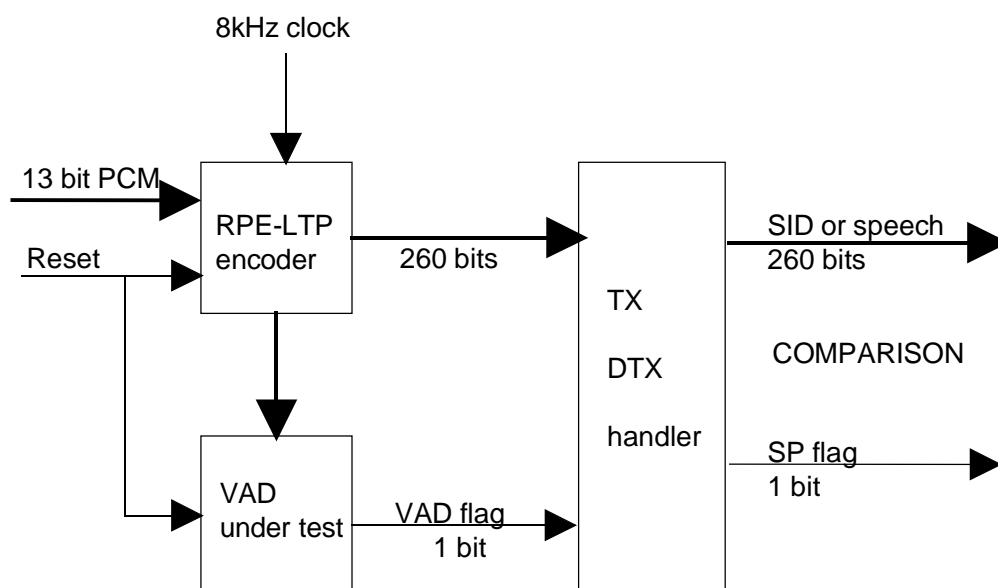 8kHz clock
13 bit PCM
Reset
RPE-LTP
encoder
260 bits
TX
DTX
handler
SID or speech
260 bits
COMPARISON
VAD
under test
VAD flag
1 bit
SP flag
1 bit